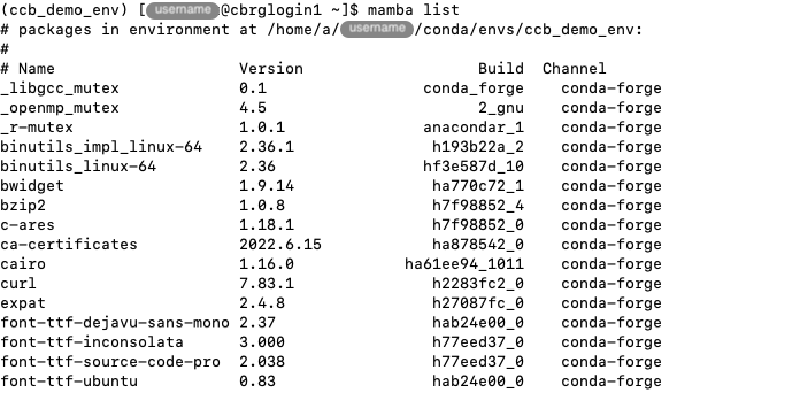 (ccb_demo_env) [username@cbrglogin1 ~]$ mamba list
# packages in environment at /home/a/username/conda/envs/ccb_demo_env:
#
# Name                    Version                   Build  Channel
_libgcc_mutex             0.1                 conda_forge    conda-forge
_openmp_mutex             4.5                       2_gnu    conda-forge
_r-mutex                  1.0.1               anacondar_1    conda-forge
binutils_impl_linux-64    2.36.1               h193b22a_2    conda-forge
binutils_linux-64         2.36                hf3e587d_10    conda-forge
bwidget                   1.9.14               ha770c72_1    conda-forge
bzip2                     1.0.8                h7f98852_4    conda-forge
c-ares                    1.18.1               h7f98852_0    conda-forge
ca-certificates           2022.6.15            ha878542_0    conda-forge
cairo                     1.16.0            ha61ee94_1011    conda-forge
curl                      7.83.1               h2283fc2_0    conda-forge
expat                     2.4.8                h27087fc_0    conda-forge
font-ttf-dejavu-sans-mono 2.37                 hab24e00_0    conda-forge
font-ttf-inconsolata      3.000                h77eed37_0    conda-forge
font-ttf-source-code-pro  2.038                h77eed37_0    conda-forge
font-ttf-ubuntu           0.83                 hab24e00_0    conda-forge